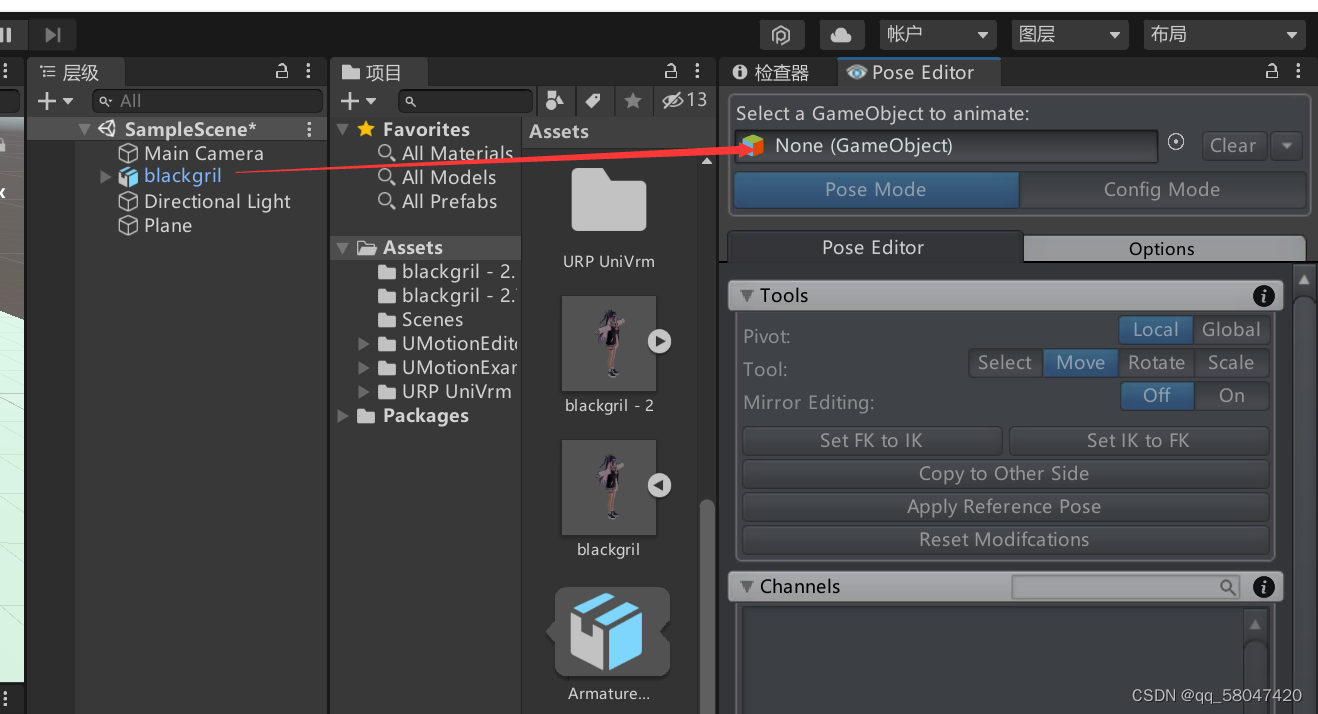 帐户
图层
布局
层级
All
SampleScene*
Main Camera
blackgril
Directional Light
Plane
项目
13
Favorites
All Materials
All Models
All Prefabs
Assets
blackgril - 2.
blackgril - 2.
Scenes
UMotionEdit
UMotionExar
URP UniVrm
Packages
Assets
URP UniVrm
blackgril - 2
blackgril
Armature...
检查器
Pose Editor
Select a GameObject to animate:
None (GameObject)
Clear
Pose Mode
Config Mode
Pose Editor
Options
Tools
Pivot:
Local
Global
Tool:
Select
Move
Rotate
Scale
Mirror Editing:
Off
On
Set FK to IK
Set IK to FK
Copy to Other Side
Apply Reference Pose
Reset Modifcations
Channels
CSDN @qq_58047420